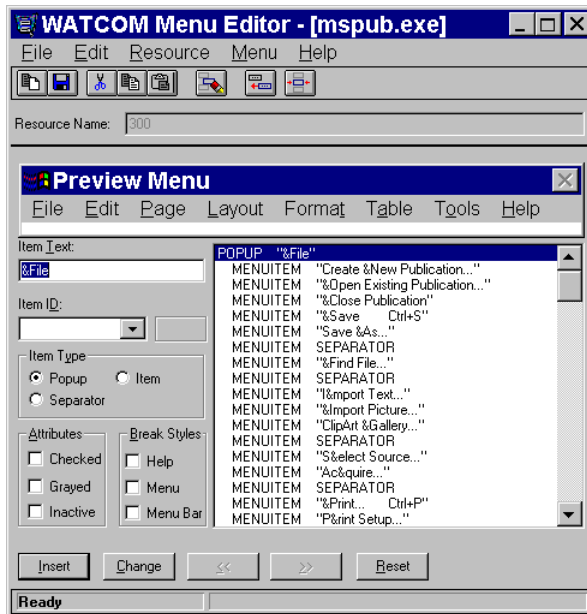 WATCOM Menu Editor - [mspub.exe]
File Edit Resource Menu Help
Resource Name: 300
Preview Menu
File Edit Page Layout Format Table Tools Help
Item Text:
&File
Item ID:
Item Type
Popup Item
Separator
Attributes
Checked
Grayed
Inactive
Break Styles
Help
Menu
Menu Bar
POPUP "&File"
MENUITEM "Create &New Publication..."
MENUITEM "&Open Existing Publication..."
MENUITEM "&Close Publication"
MENUITEM "&Save Ctrl+S"
MENUITEM "Save &As..."
SEPARATOR
MENUITEM "&Find File..."
SEPARATOR
MENUITEM "I&mport Text..."
MENUITEM "&Import Picture..."
MENUITEM "ClipArt &Gallery..."
SEPARATOR
MENUITEM "S&elect Source..."
MENUITEM "Ac&quire..."
SEPARATOR
MENUITEM "&Print... Ctrl+P"
MENUITEM "P&rint Setup..."
Insert Change << >> Reset
Ready